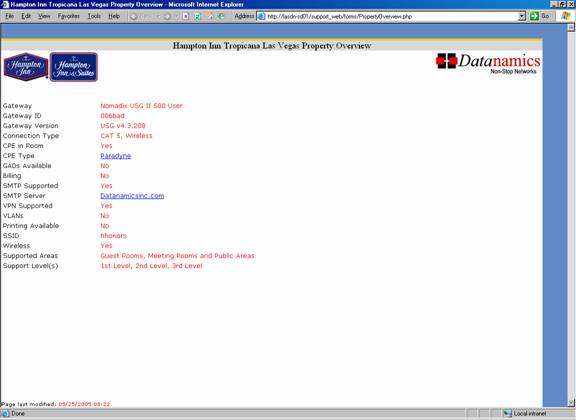 Hampton Inn Tropicana Las Vegas Property Overview - Microsoft Internet Explorer
File Edit View Favorites Tools Help Back Address http://lasdn-sd01/support_web/toms/PropertyOverview.php Go
Hampton Inn Tropicana Las Vegas Property Overview
Hampton Inn Hampton Inn & Suites Datanamics
Non-Stop Networks
Gateway Nomadix USG II 500 User
Gateway ID 006bad
Gateway Version USG v4.3.208
Connection Type CAT 5, Wireless
CPE in Room Yes
CPE Type Paradyne
GADs Available No
Billing No
SMTP Supported Yes
SMTP Server Datanamicsinc.com
VPN Supported Yes
VLANs No
Printing Available No
SSID hhonors
Wireless Yes
Supported Areas Guest Rooms, Meeting Rooms and Public Areas
Support Level(s) 1st Level, 2nd Level, 3rd Level
Page last modified: 05/25/2005 08:22
Done Local intranet